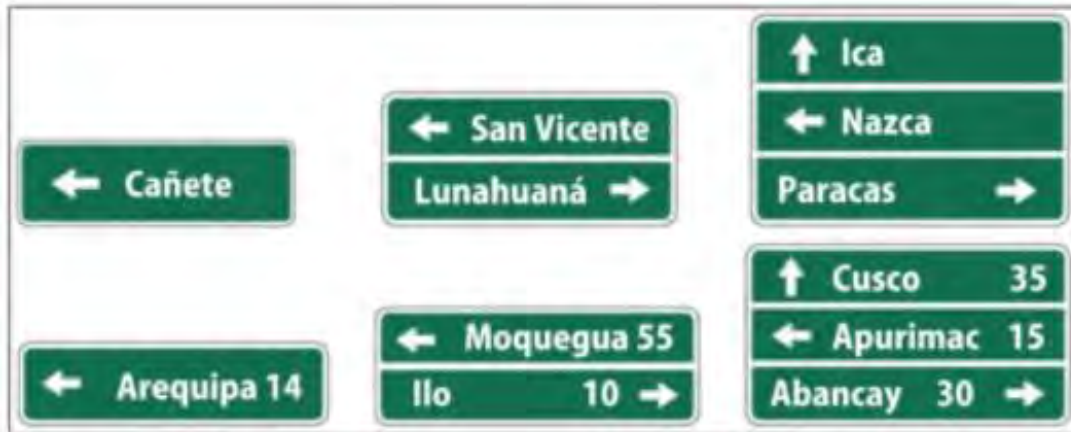 ← Cañete
← San Vicente
Lunahuaná →
↑ Ica
← Nazca
Paracas →
← Arequipa 14
← Moquegua 55
Ilo 10 →
↑ Cusco 35
← Apurimac 15
Abancay 30 →